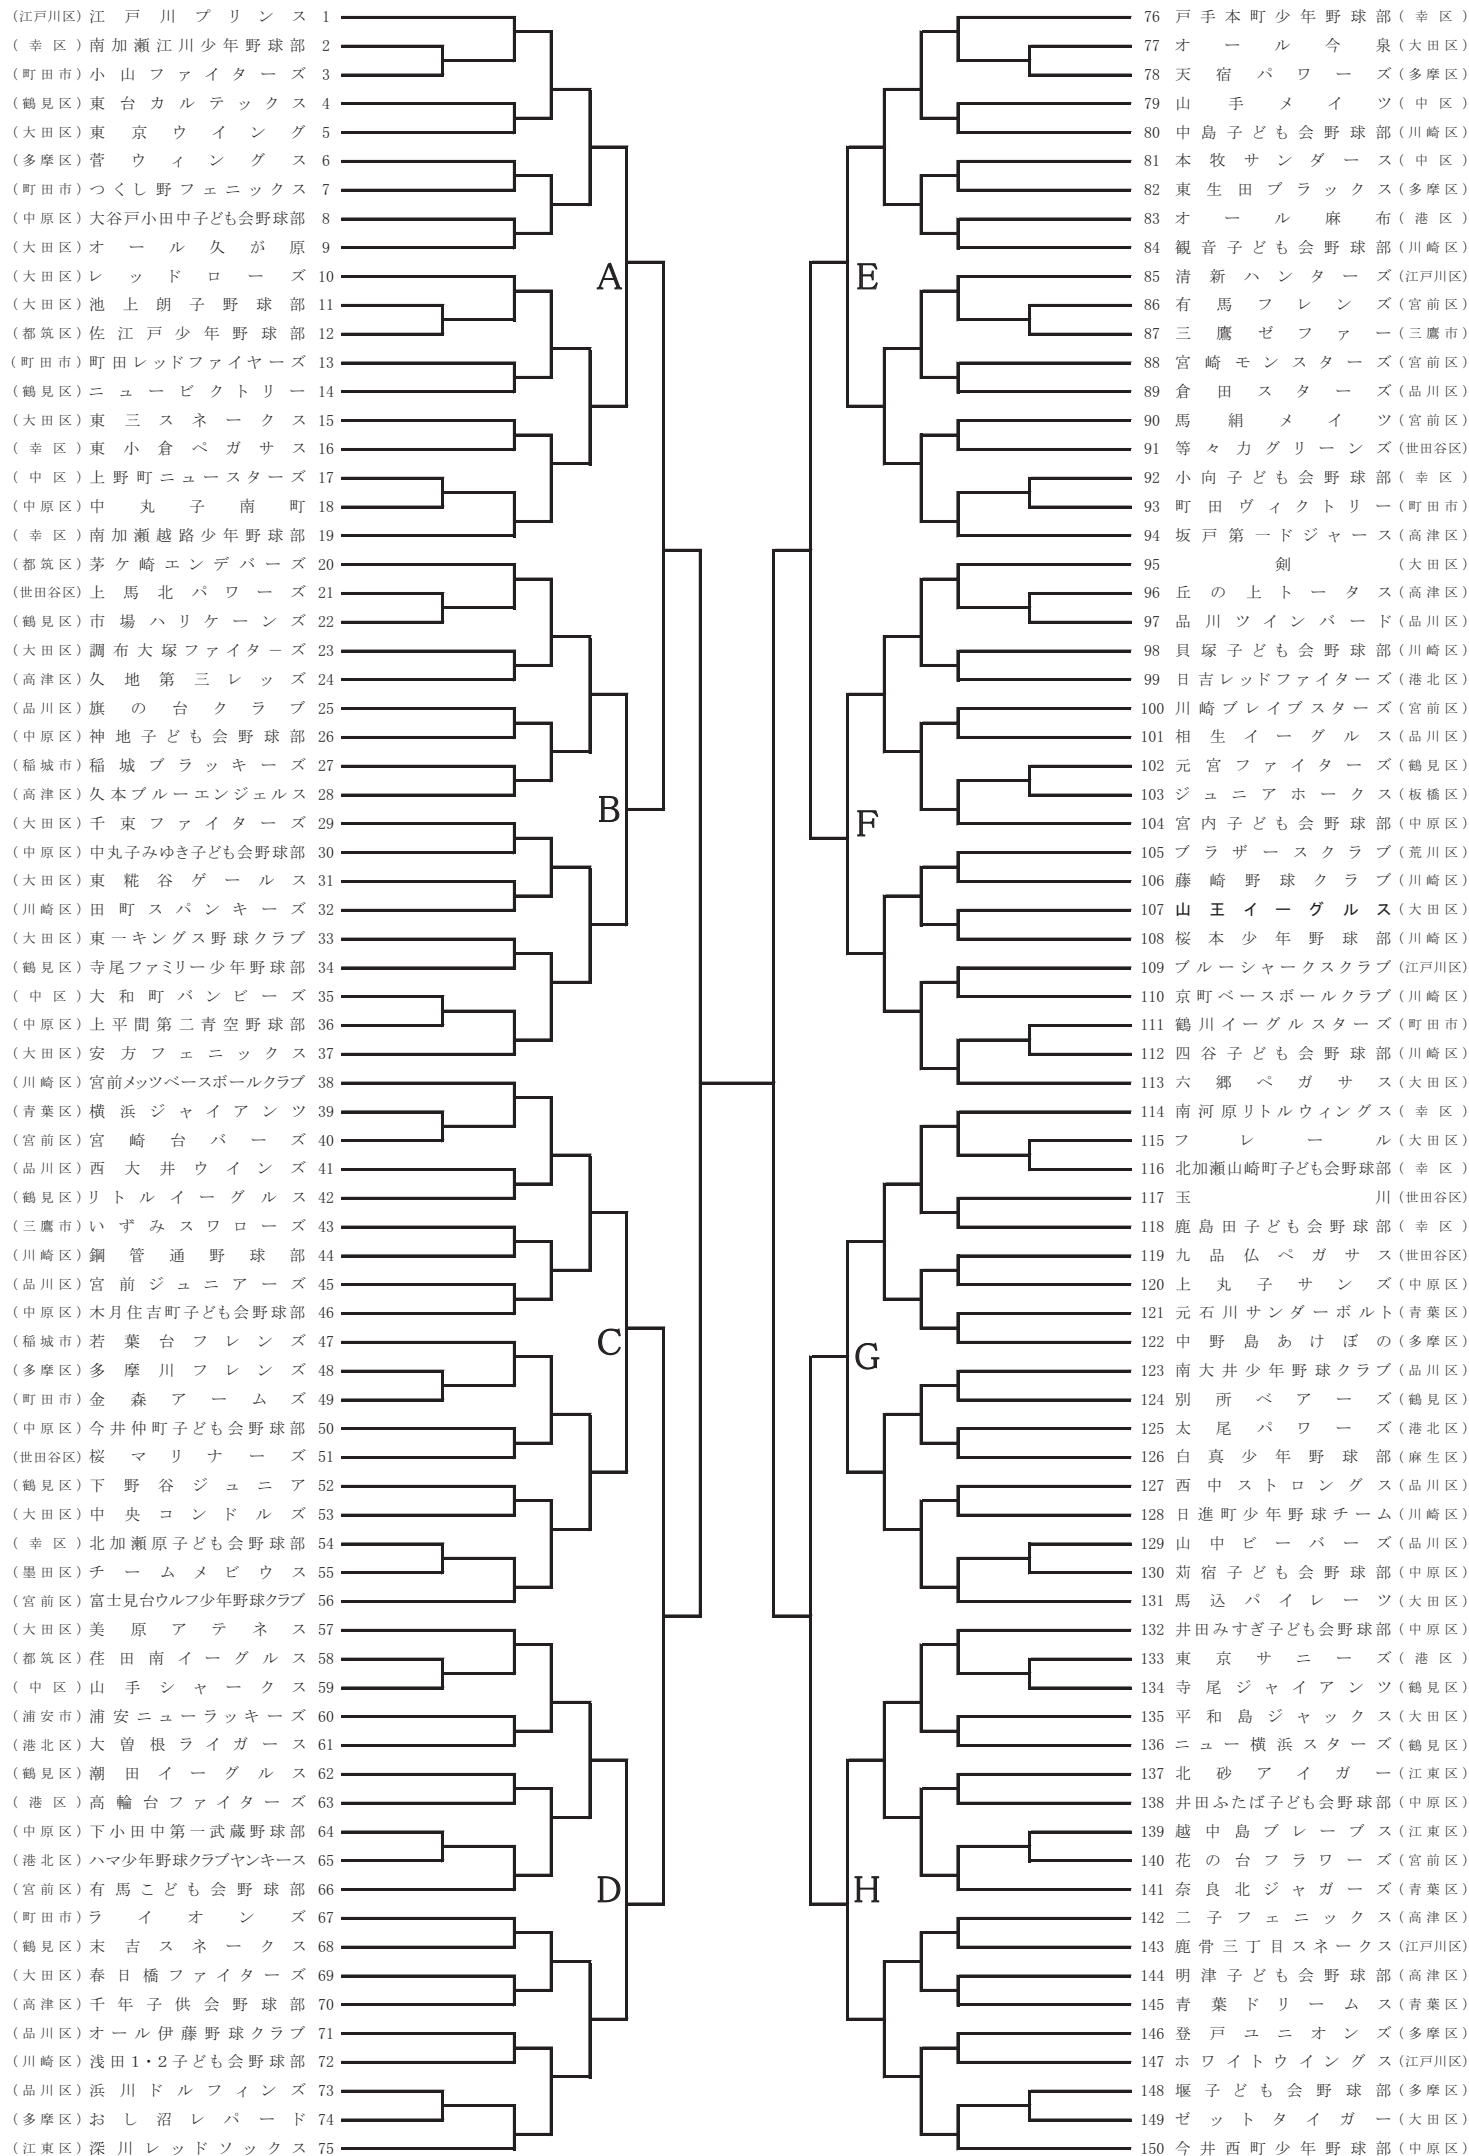 (江戸川区) 江戸川プリンス 1
(幸区) 南加瀬江川少年野球部 2
(町田市) 小山ファイターズ 3
(鶴見区) 東台カルテックス 4
(大田区) 東京ウイング 5
(多摩区) 菅ウィングス 6
(町田市) つくし野フェニックス 7
(中原区) 大谷戸小田中子ども会野球部 8
(大田区) オール久が原 9
(大田区) レッドローズ 10
(大田区) 池上朗子野球部 11
(都筑区) 佐江戸少年野球部 12
(町田市) 町田レッドファイヤーズ 13
(鶴見区) ニュービクトリー 14
(大田区) 東三スネークス 15
(幸区) 東小倉ペガサス 16
(中区) 上野町ニュースターズ 17
(中原区) 中丸子南町 18
(幸区) 南加瀬越路少年野球部 19
(都筑区) 茅ケ崎エンデバーズ 20
(世田谷区) 上馬北パワーズ 21
(鶴見区) 市場ハリケーンズ 22
(大田区) 調布大塚ファイターズ 23
(高津区) 久地第三レッズ 24
(品川区) 旗の台クラブ 25
(中原区) 神地子ども会野球部 26
(稲城市) 稲城ブラッキーズ 27
(高津区) 久本ブルーエンジェルス 28
(大田区) 千束ファイターズ 29
(中原区) 中丸子みゆき子ども会野球部 30
(大田区) 東糀谷ゲールス 31
(川崎区) 田町スパンキーズ 32
(大田区) 東一キングス野球クラブ 33
(鶴見区) 寺尾ファミリー少年野球部 34
(中区) 大和町バンビーズ 35
(中原区) 上平間第二青空野球部 36
(大田区) 安方フェニックス 37
(川崎区) 宮前メッツベースボールクラブ 38
(青葉区) 横浜ジャイアンツ 39
(宮前区) 宮崎台バーズ 40
(品川区) 西大井ウインズ 41
(鶴見区) リトルイーグルス 42
(三鷹市) いずみスワローズ 43
(川崎区) 鋼管通野球部 44
(品川区) 宮前ジュニアーズ 45
(中原区) 木月住吉町子ども会野球部 46
(稲城市) 若葉台フレンズ 47
(多摩区) 多摩川フレンズ 48
(町田市) 金森アームズ 49
(中原区) 今井仲町子ども会野球部 50
(世田谷区) 桜マリナーズ 51
(鶴見区) 下野谷ジュニア 52
(大田区) 中央コンドルズ 53
(幸区) 北加瀬原子ども会野球部 54
(墨田区) チームメビウス 55
(宮前区) 富士見台ウルフ少年野球クラブ 56
(大田区) 美原アテネス 57
(都筑区) 荏田南イーグルス 58
(中区) 山手シャークス 59
(浦安市) 浦安ニューラッキーズ 60
(港北区) 大曽根ライガース 61
(鶴見区) 潮田イーグルス 62
(港区) 高輪台ファイターズ 63
(中原区) 下小田中第一武蔵野球部 64
(港北区) ハマ少年野球クラブヤンキース 65
(宮前区) 有馬こども会野球部 66
(町田市) ライオンズ 67
(鶴見区) 末吉スネークス 68
(大田区) 春日橋ファイターズ 69
(高津区) 千年子供会野球部 70
(品川区) オール伊藤野球クラブ 71
(川崎区) 浅田1・2子ども会野球部 72
(品川区) 浜川ドルフィンズ 73
(多摩区) おし沼レパード 74
(江東区) 深川レッドソックス 75
A
B
C
D
E
F
G
H
76 戸手本町少年野球部 (幸区)
77 オール今泉 (大田区)
78 天宿パワーズ (多摩区)
79 山手メイツ (中区)
80 中島子ども会野球部 (川崎区)
81 本牧サンダース (中区)
82 東生田ブラックス (多摩区)
83 オール麻布 (港区)
84 観音子ども会野球部 (川崎区)
85 清新ハンターズ (江戸川区)
86 有馬フレンズ (宮前区)
87 三鷹ゼファー (三鷹市)
88 宮崎モンスターズ (宮前区)
89 倉田スターズ (品川区)
90 馬絹メイツ (宮前区)
91 等々力グリーンズ (世田谷区)
92 小向子ども会野球部 (幸区)
93 町田ヴィクトリー (町田市)
94 坂戸第一ドジャース (高津区)
95 剣 (大田区)
96 丘の上トータス (高津区)
97 品川ツインバード (品川区)
98 貝塚子ども会野球部 (川崎区)
99 日吉レッドファイターズ (港北区)
100 川崎ブレイブスターズ (宮前区)
101 相生イーグルス (品川区)
102 元宮ファイターズ (鶴見区)
103 ジュニアホークス (板橋区)
104 宮内子ども会野球部 (中原区)
105 ブラザースクラブ (荒川区)
106 藤崎野球クラブ (川崎区)
107 山王イーグルス (大田区)
108 桜本少年野球部 (川崎区)
109 ブルーシャークスクラブ (江戸川区)
110 京町ベースボールクラブ (川崎区)
111 鶴川イーグルスターズ (町田市)
112 四谷子ども会野球部 (川崎区)
113 六郷ペガサス (大田区)
114 南河原リトルウィングス (幸区)
115 フレール (大田区)
116 北加瀬山崎町子ども会野球部 (幸区)
117 玉川 (世田谷区)
118 鹿島田子ども会野球部 (幸区)
119 九品仏ペガサス (世田谷区)
120 上丸子サンズ (中原区)
121 元石川サンダーボルト (青葉区)
122 中野島あけぼの (多摩区)
123 南大井少年野球クラブ (品川区)
124 別所ベアーズ (鶴見区)
125 太尾パワーズ (港北区)
126 白真少年野球部 (麻生区)
127 西中ストロングス (品川区)
128 日進町少年野球チーム (川崎区)
129 山中ビーバーズ (品川区)
130 苅宿子ども会野球部 (中原区)
131 馬込パイレーツ (大田区)
132 井田みすぎ子ども会野球部 (中原区)
133 東京サニーズ (港区)
134 寺尾ジャイアンツ (鶴見区)
135 平和島ジャックス (大田区)
136 ニュー横浜スターズ (鶴見区)
137 北砂アイガー (江東区)
138 井田ふたば子ども会野球部 (中原区)
139 越中島ブレーブス (江東区)
140 花の台フラワーズ (宮前区)
141 奈良北ジャガーズ (青葉区)
142 二子フェニックス (高津区)
143 鹿骨三丁目スネークス (江戸川区)
144 明津子ども会野球部 (高津区)
145 青葉ドリームス (青葉区)
146 登戸ユニオンズ (多摩区)
147 ホワイトウイングス (江戸川区)
148 堰子ども会野球部 (多摩区)
149 ゼットタイガー (大田区)
150 今井西町少年野球部 (中原区)